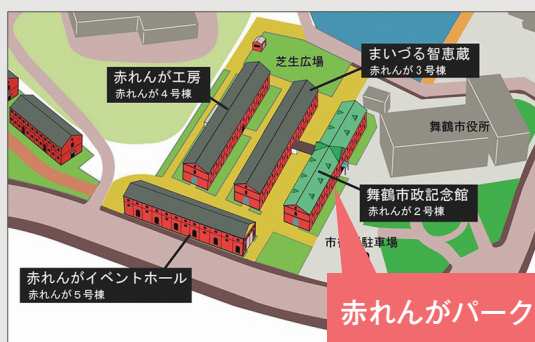 まいづる智恵蔵
赤れんが3号棟
芝生広場
赤れんが工房
赤れんが4号棟
舞鶴市役所
舞鶴市政記念館
赤れんが2号棟
駐車場
赤れんがイベントホール
赤れんが5号棟
赤れんがパーク